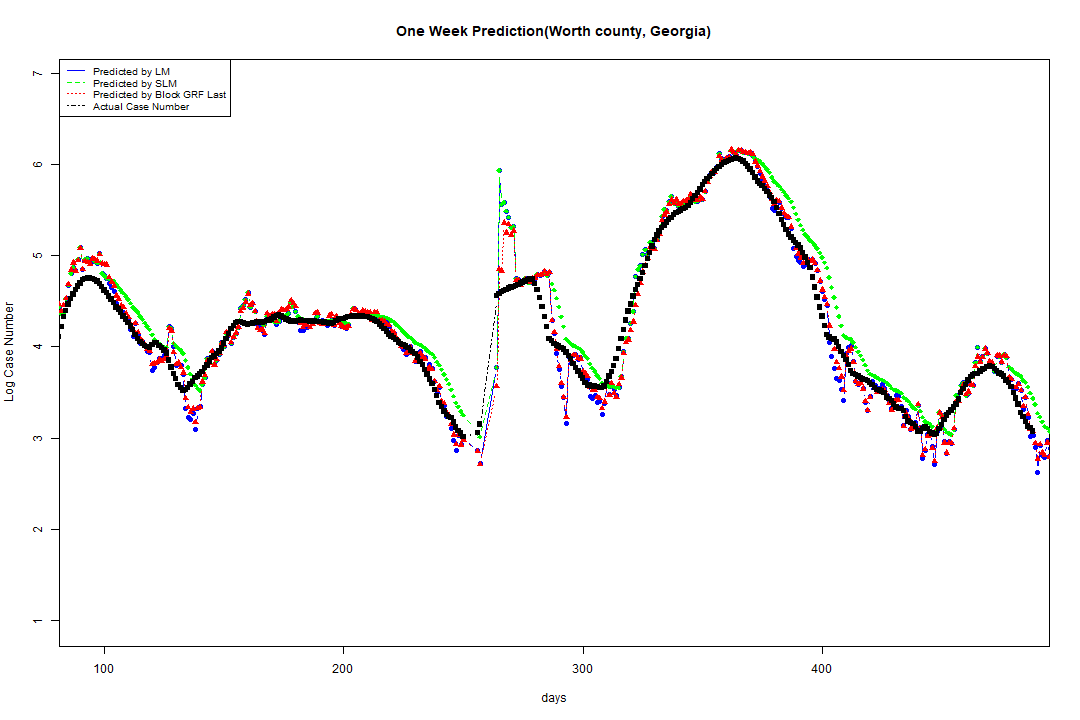 One Week Prediction(Worth county, Georgia)
Predicted by LM
Predicted by SLM
Predicted by Block GRF Last
Actual Case Number
7
6
5
4
3
2
1
Log Case Number
100 200 300 400
days